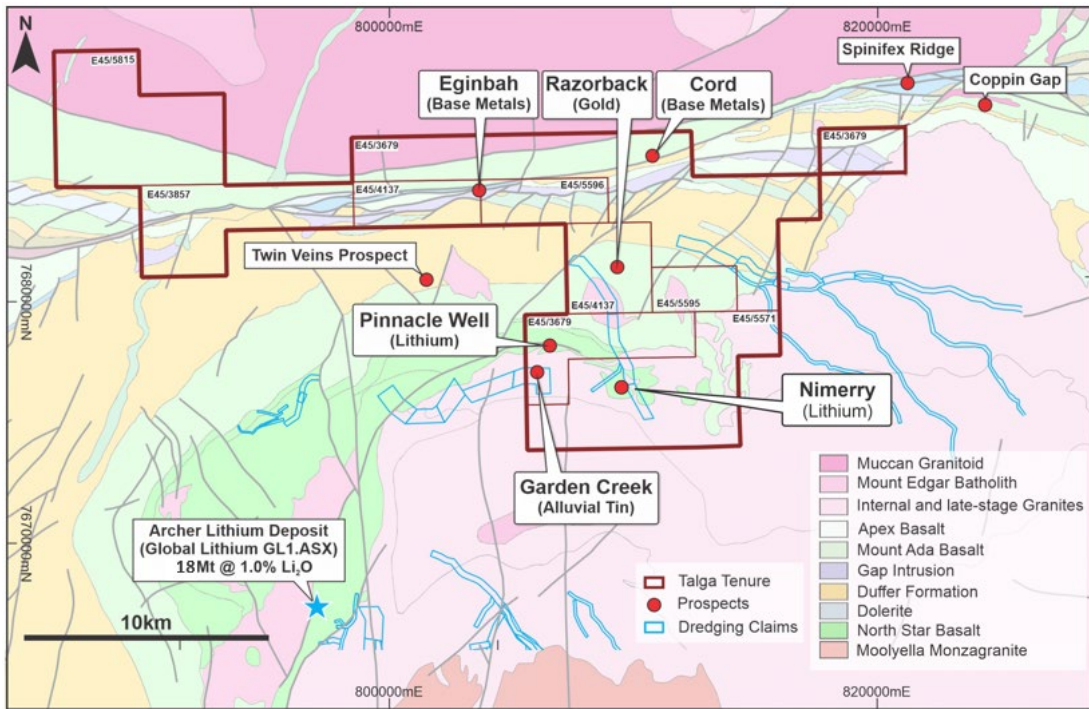 800000mE
820000mE
N
Spinifex Ridge
Coppin Gap
E45/5815
Eginbah
(Base Metals)
Razorback
(Gold)
Cord
(Base Metals)
E45/3679
E45/3679
E45/3857
E45/4137
E45/5596
Twin Veins Prospect
7680000mN
7680000mN
E45/4137
E45/5595
E45/3679
E45/5571
Pinnacle Well
(Lithium)
Nimerry
(Lithium)
Garden Creek
(Alluvial Tin)
Archer Lithium Deposit
(Global Lithium GL1.ASX)
18Mt @ 1.0% Li₂O
7670000mN
7670000mN
10km
Talga Tenure
Prospects
Dredging Claims
Muccan Granitoid
Mount Edgar Batholith
Internal and late-stage Granites
Apex Basalt
Mount Ada Basalt
Gap Intrusion
Duffer Formation
Dolerite
North Star Basalt
Moolyella Monzagranite
800000mE
820000mE